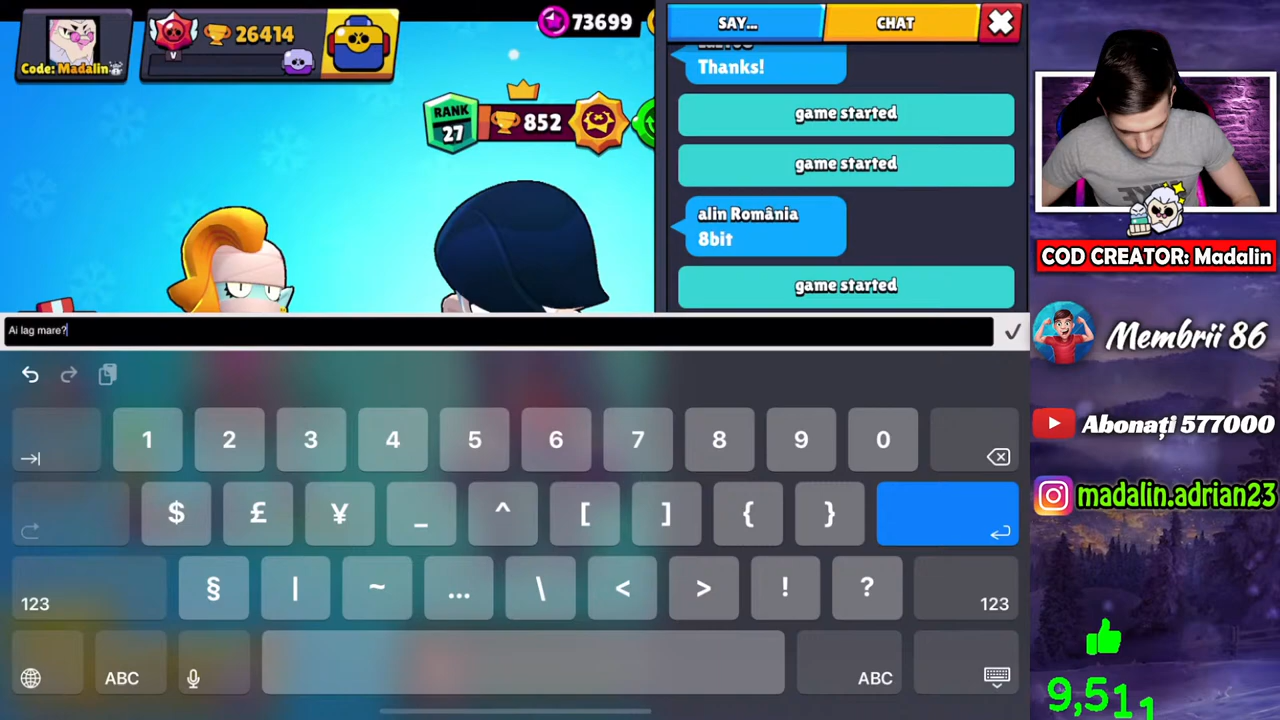 Code: Madalin
V
26414
73699
RANK
27
852
SAY...
CHAT
Thanks!
game started
game started
alin România
8bit
game started
COD CREATOR: Madalin
Membrii 86
Abonați 577000
madalin.adrian23
Ai lag mare?
1 2 3 4 5 6 7 8 9 0
$ £ ¥ _ ^ [ ] { }
123 § | ~ ... \ < > ! ? 123
ABC ABC